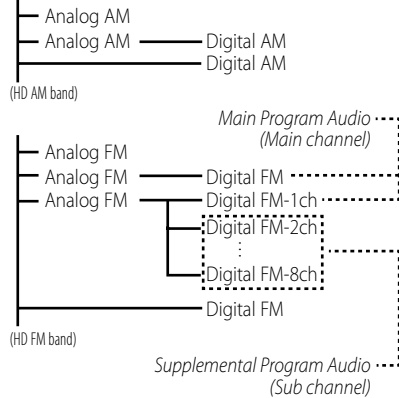 Analog AM
Analog AM Digital AM
Digital AM
(HD AM band)
Main Program Audio
(Main channel)
Analog FM
Analog FM Digital FM
Analog FM Digital FM-1ch
Digital FM-2ch
⋮
Digital FM-8ch
Digital FM
(HD FM band)
Supplemental Program Audio
(Sub channel)